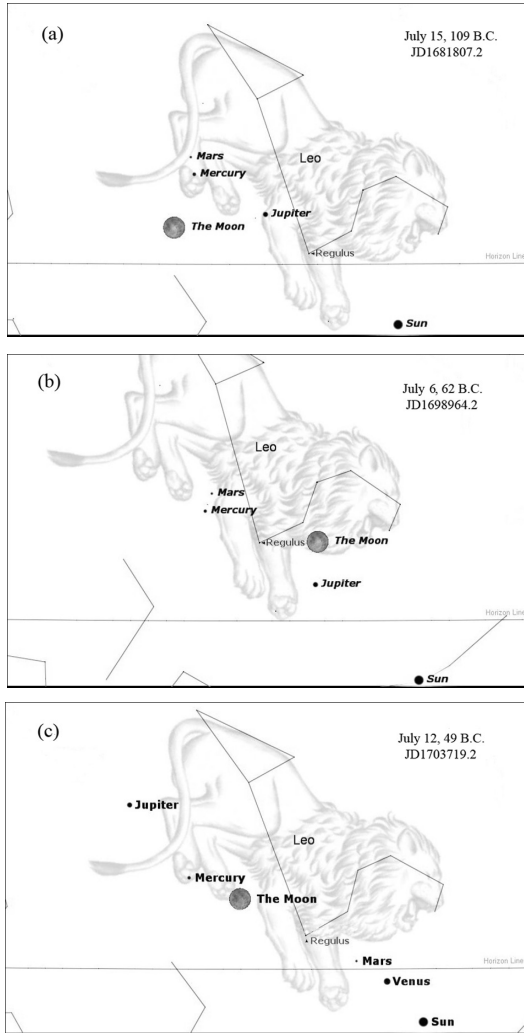 (a)
July 15, 109 B.C.
JD1681807.2
Mars
Leo
Mercury
Jupiter
The Moon
Regulus
Horizon Line
Sun
(b)
July 6, 62 B.C.
JD1698964.2
Leo
Mars
Mercury
Regulus
The Moon
Jupiter
Horizon Line
Sun
(c)
July 12, 49 B.C.
JD1703719.2
Jupiter
Leo
Mercury
The Moon
Regulus
Mars
Horizon Line
Venus
Sun